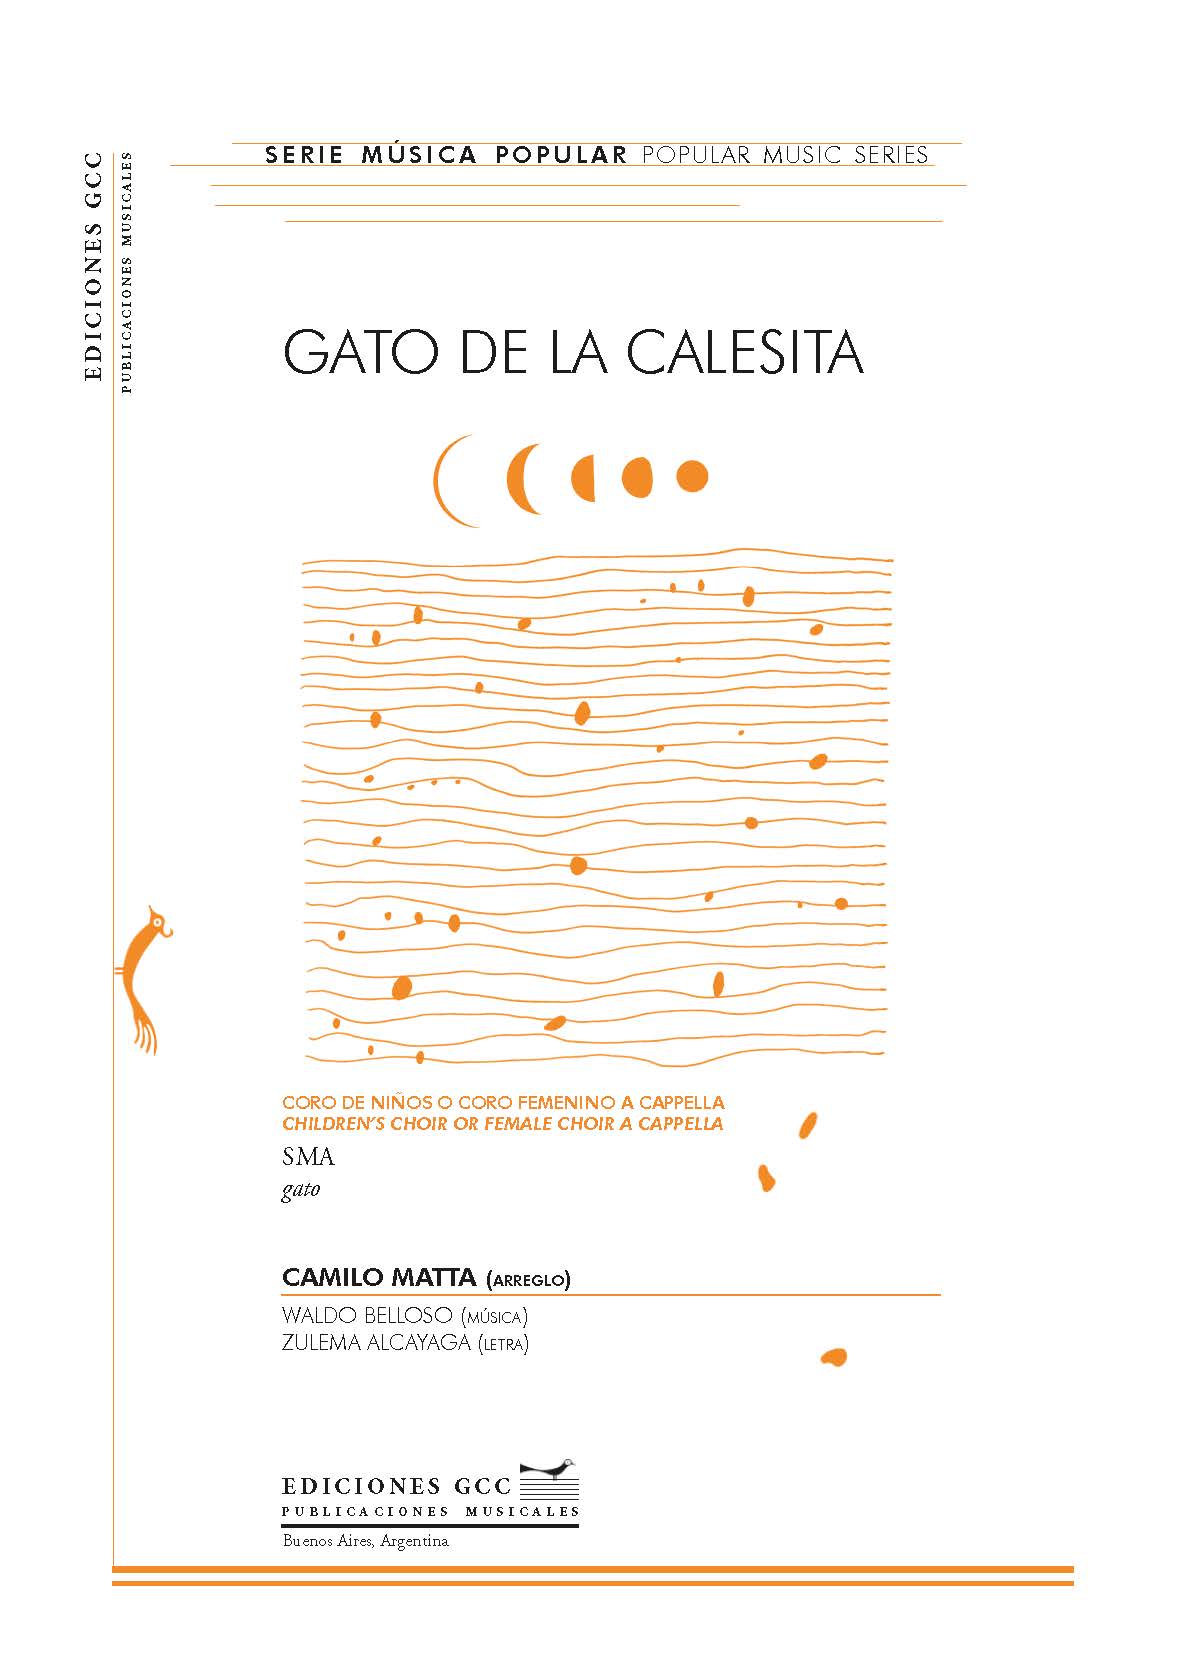 EDICIONES GCC
PUBLICACIONES MUSICALES
SERIE MÚSICA POPULAR POPULAR MUSIC SERIES
GATO DE LA CALESITA
CORO DE NIÑOS O CORO FEMENINO A CAPPELLA
CHILDREN'S CHOIR OR FEMALE CHOIR A CAPPELLA
SMA
gato
CAMILO MATTA (ARREGLO)
WALDO BELLOSO (MÚSICA)
ZULEMA ALCAYAGA (LETRA)
EDICIONES GCC
PUBLICACIONES MUSICALES
Buenos Aires, Argentina